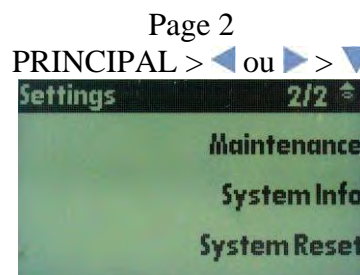 Page 2
PRINCIPAL > ◀ ou ▶ > ▼
Settings 2/2
Maintenance
System Info
System Reset